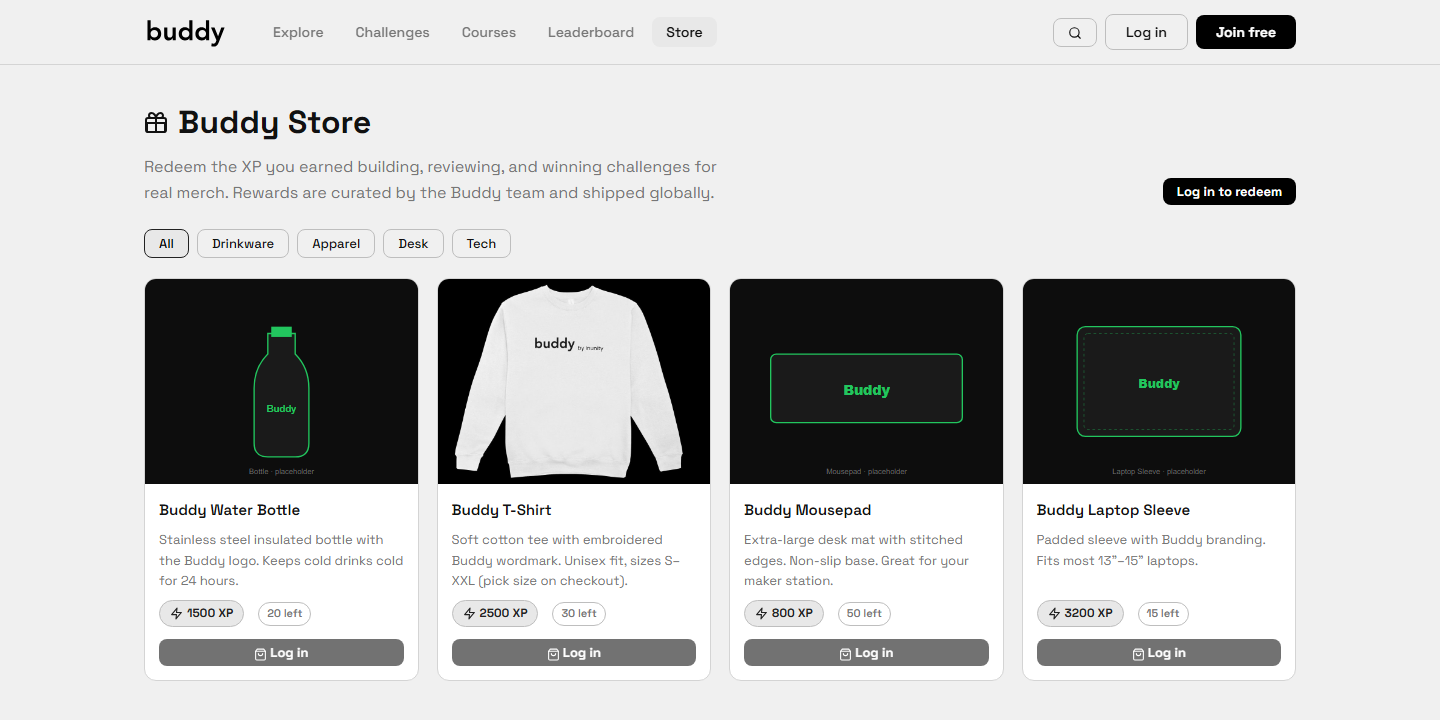 buddy
Explore
Challenges
Courses
Leaderboard
Store
Log in
Join free
Buddy Store
Redeem the XP you earned building, reviewing, and winning challenges for
real merch. Rewards are curated by the Buddy team and shipped globally.
Log in to redeem
All
Drinkware
Apparel
Desk
Tech
Buddy
Bottle · placeholder
Buddy Water Bottle
Stainless steel insulated bottle with
the Buddy logo. Keeps cold drinks cold
for 24 hours.
1500 XP
20 left
Log in
buddy by inunity
Buddy T-Shirt
Soft cotton tee with embroidered
Buddy wordmark. Unisex fit, sizes S–
XXL (pick size on checkout).
2500 XP
30 left
Log in
Buddy
Mousepad · placeholder
Buddy Mousepad
Extra-large desk mat with stitched
edges. Non-slip base. Great for your
maker station.
800 XP
50 left
Log in
Buddy
Laptop Sleeve · placeholder
Buddy Laptop Sleeve
Padded sleeve with Buddy branding.
Fits most 13”–15” laptops.
3200 XP
15 left
Log in